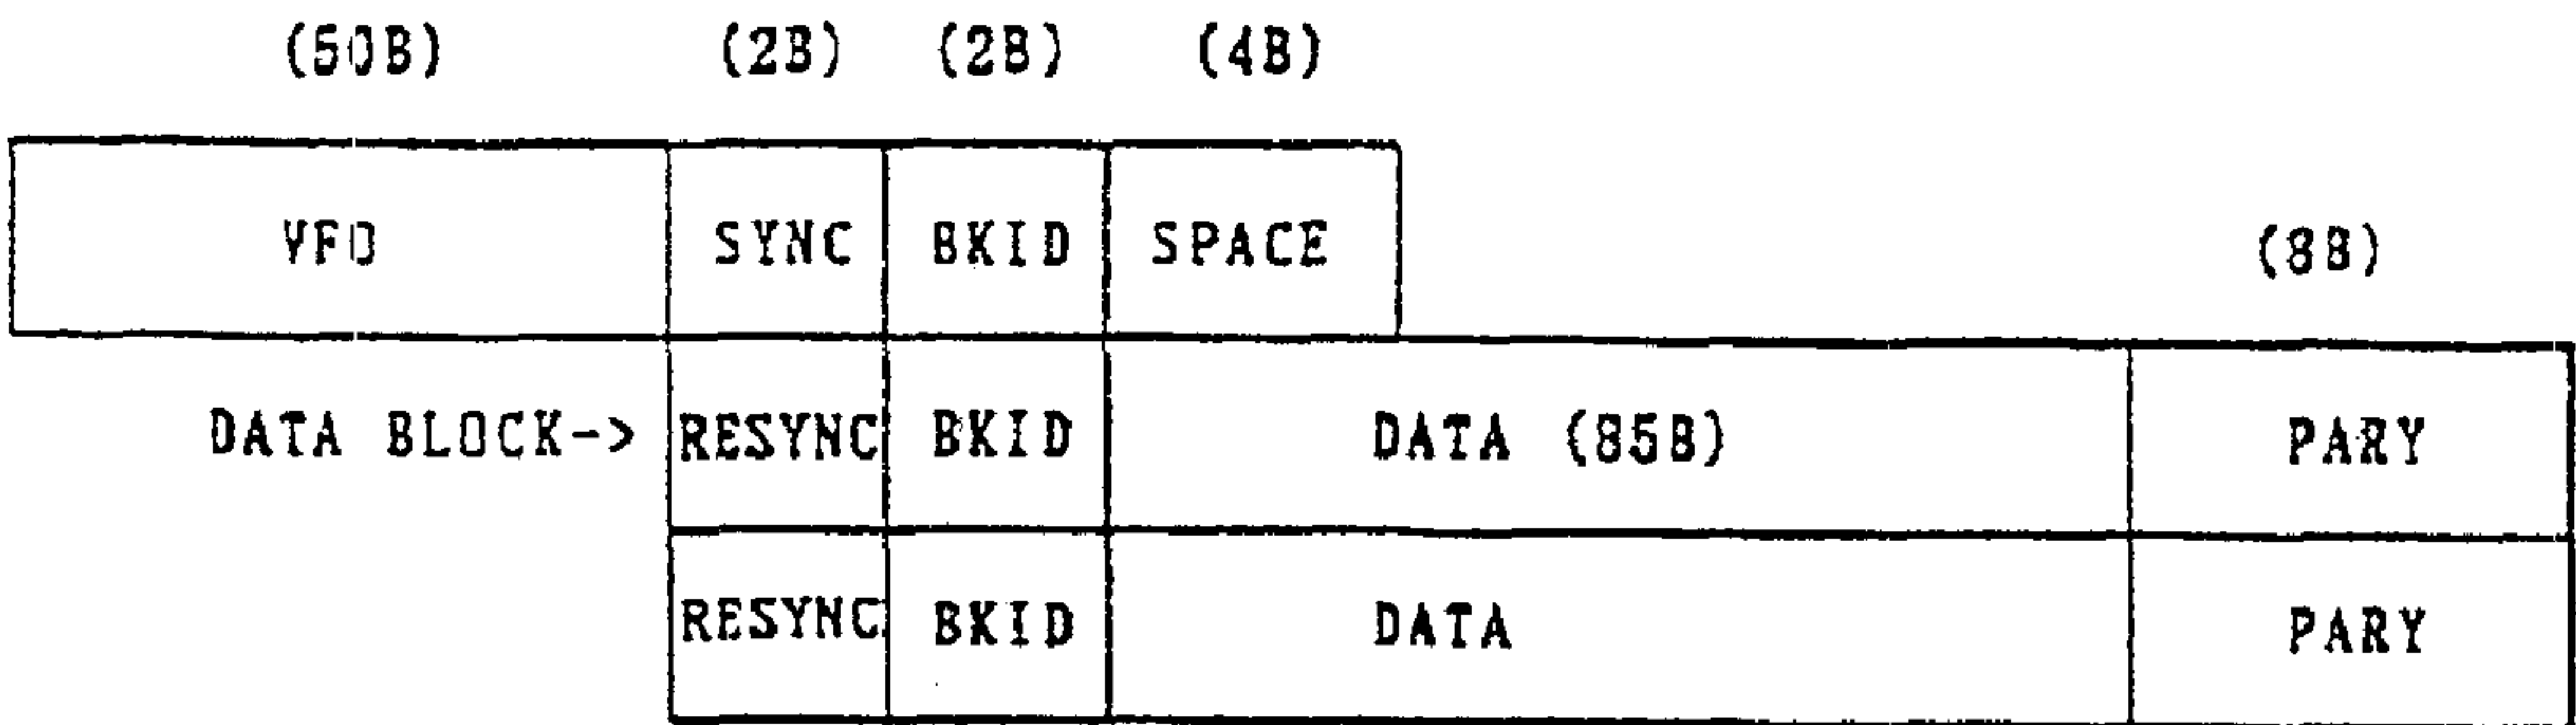 (50B) (2B) (2B) (4B)
VFO SYNC BKID SPACE (8B)
DATA BLOCK-> RESYNC BKID DATA (85B) PARY
RESYNC BKID DATA PARY